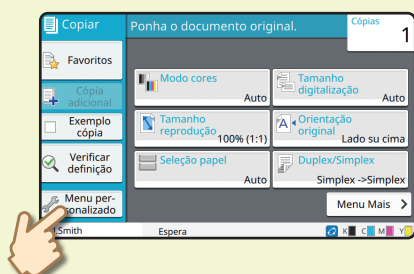 Copiar
Ponha o documento original.
Cópias
1
Favoritos
Cópia
adicional
Exemplo
cópia
Verificar
definição
Menu per-
sonalizado
Modo cores
Auto
Tamanho
digitalização
Auto
Tamanho
reprodução
100% (1:1)
Orientação
original
Lado su cima
Seleção papel
Auto
Duplex/Simplex
Simplex ->Simplex
Menu Mais >
Smith
Espera
K C M Y